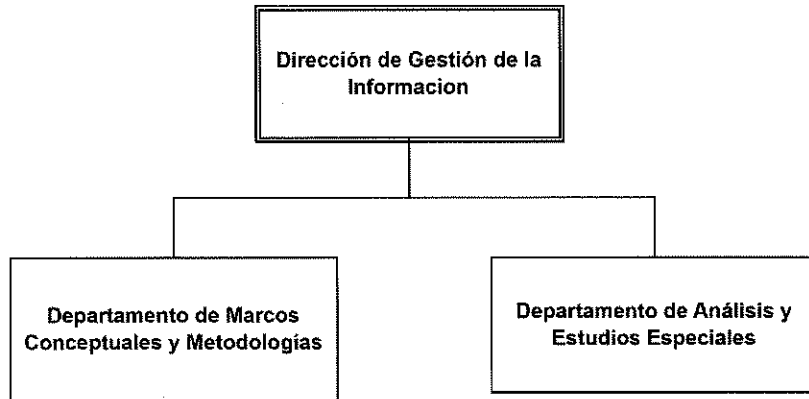 Dirección de Gestión de la
Informacion
Departamento de Marcos
Conceptuales y Metodologías
Departamento de Análisis y
Estudios Especiales